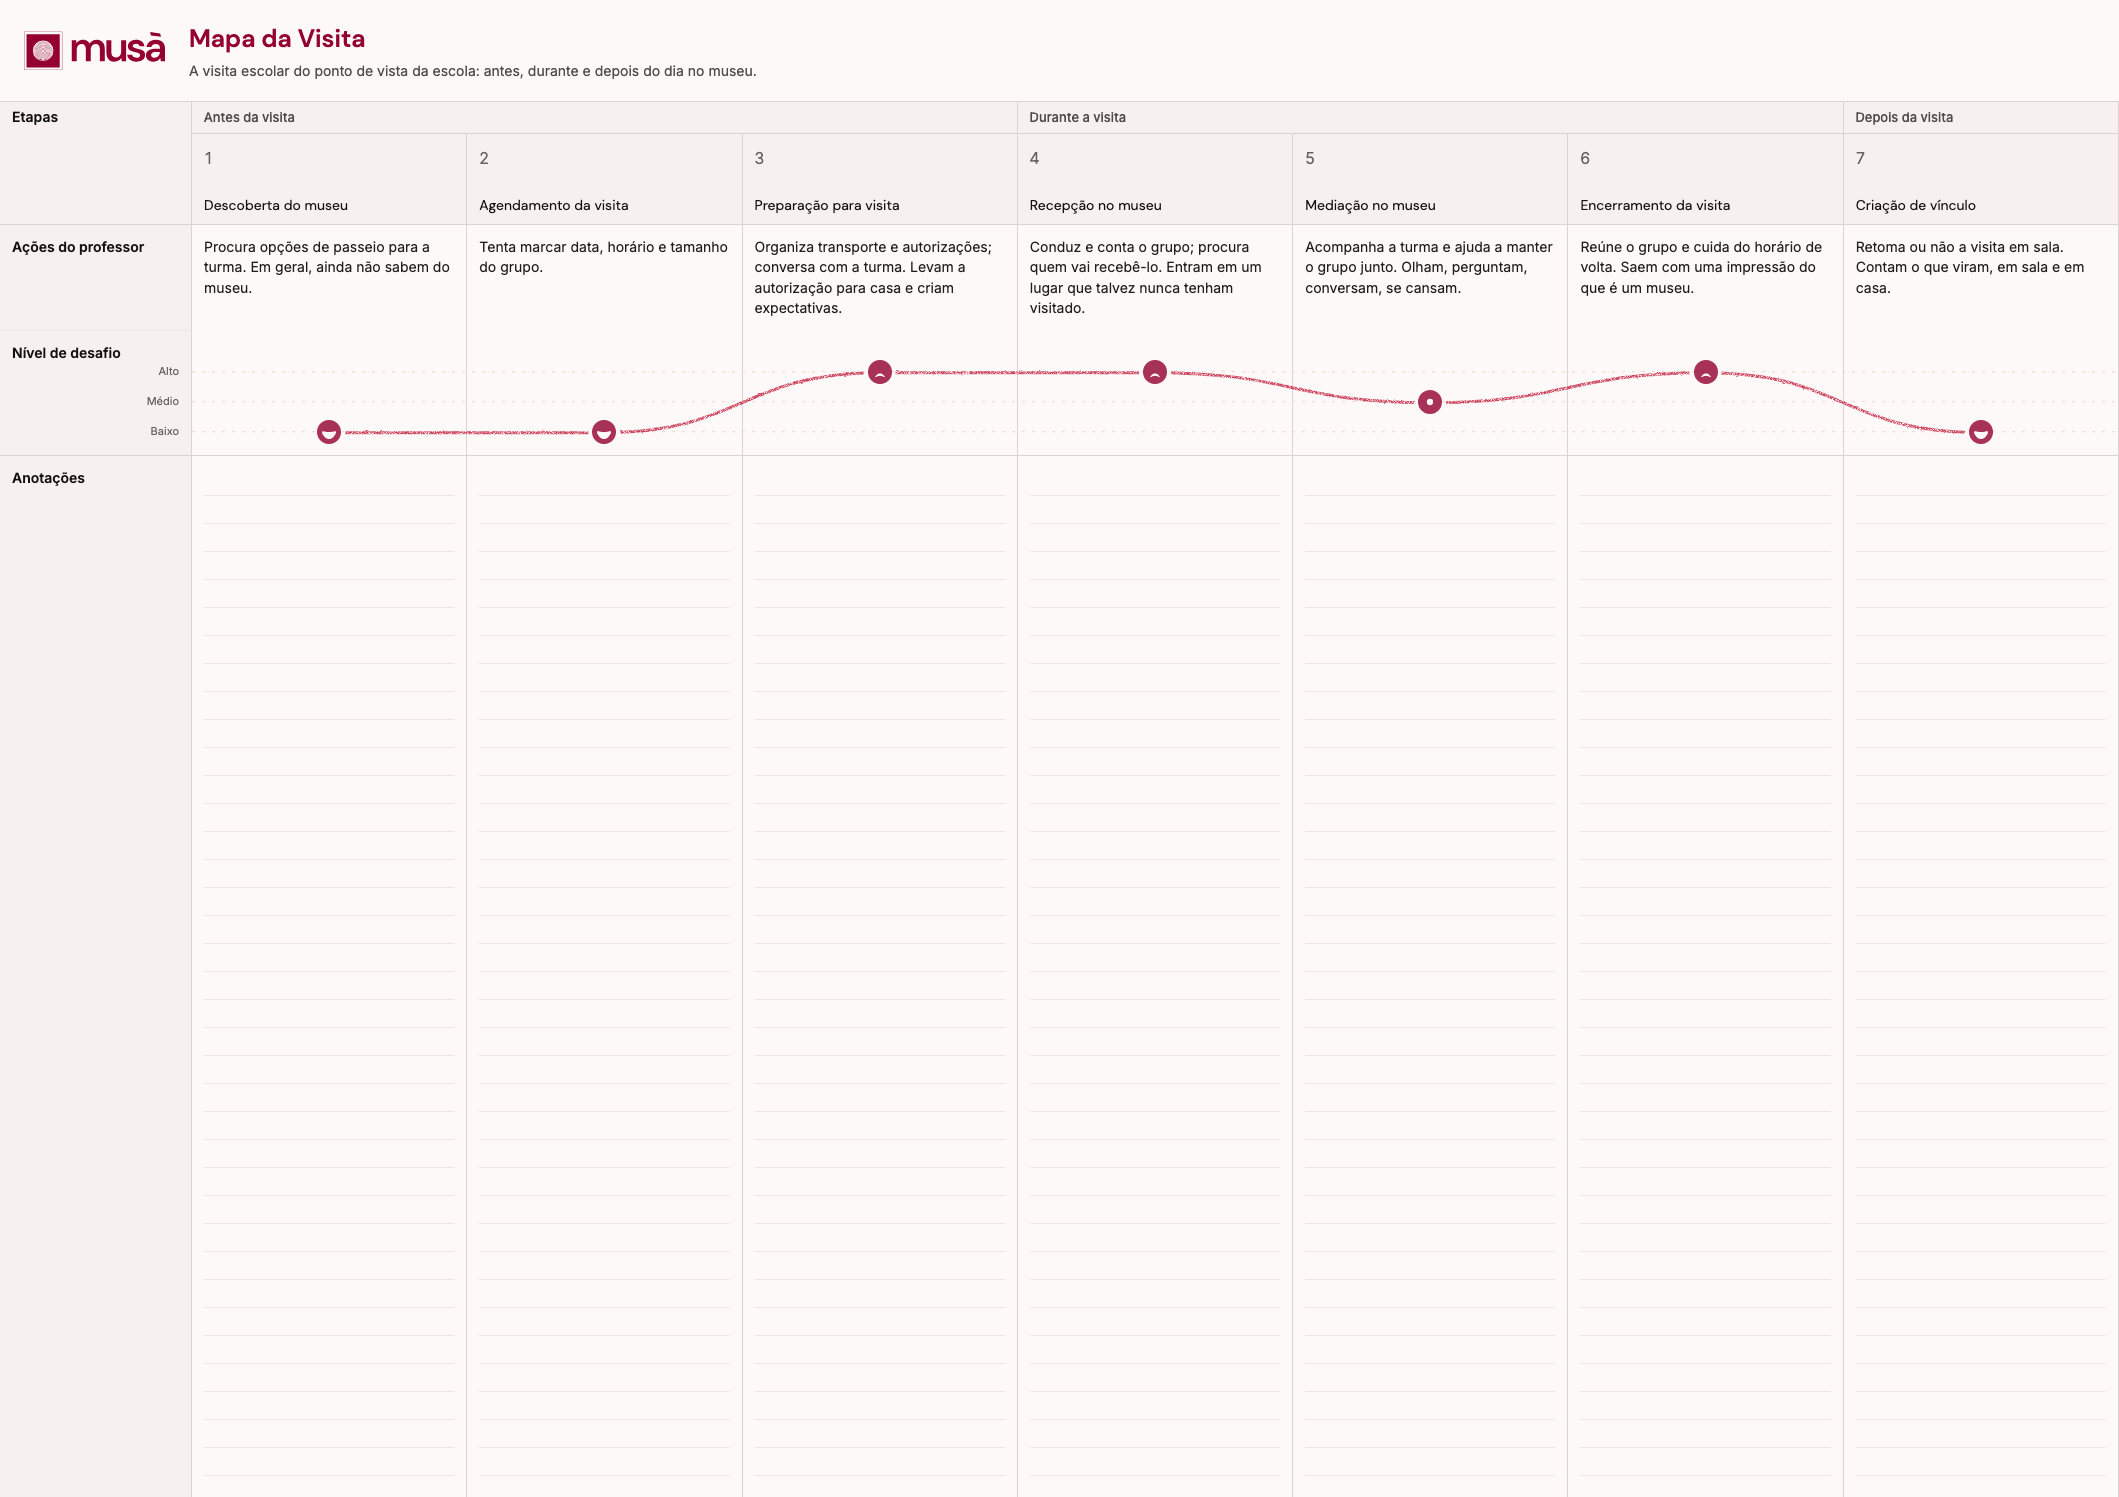 musà
Mapa da Visita
A visita escolar do ponto de vista da escola: antes, durante e depois do dia no museu.
Etapas
Antes da visita
Durante a visita
Depois da visita
1
2
3
4
5
6
7
Descoberta do museu
Agendamento da visita
Preparação para visita
Recepção no museu
Mediação no museu
Encerramento da visita
Criação de vínculo
Ações do professor
Procura opções de passeio para a
turma. Em geral, ainda não sabem do
museu.
Tenta marcar data, horário e tamanho
do grupo.
Organiza transporte e autorizações;
conversa com a turma. Levam a
autorização para casa e criam
expectativas.
Conduz e conta o grupo; procura
quem vai recebê-lo. Entram em um
lugar que talvez nunca tenham
visitado.
Acompanha a turma e ajuda a manter
o grupo junto. Olham, perguntam,
conversam, se cansam.
Reúne o grupo e cuida do horário de
volta. Saem com uma impressão do
que é um museu.
Retoma ou não a visita em sala.
Contam o que viram, em sala e em
casa.
Nível de desafio
Alto
Médio
Baixo
Anotações